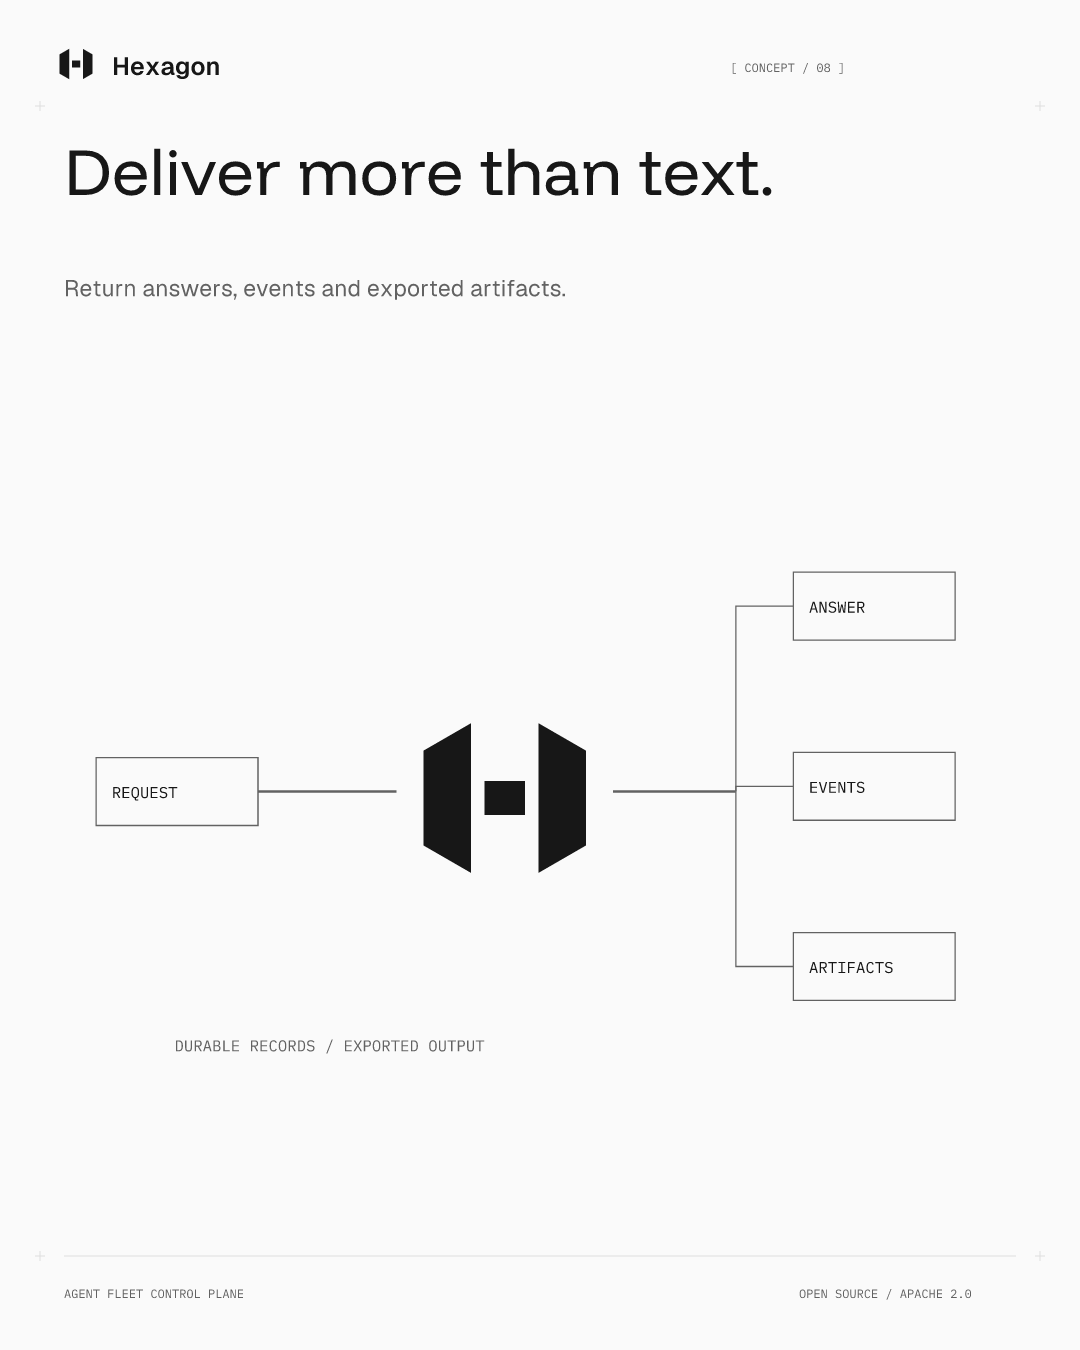 Hexagon
[ CONCEPT / 08 ]
Deliver more than text.
Return answers, events and exported artifacts.
ANSWER
REQUEST
EVENTS
ARTIFACTS
DURABLE RECORDS / EXPORTED OUTPUT
AGENT FLEET CONTROL PLANE
OPEN SOURCE / APACHE 2.0